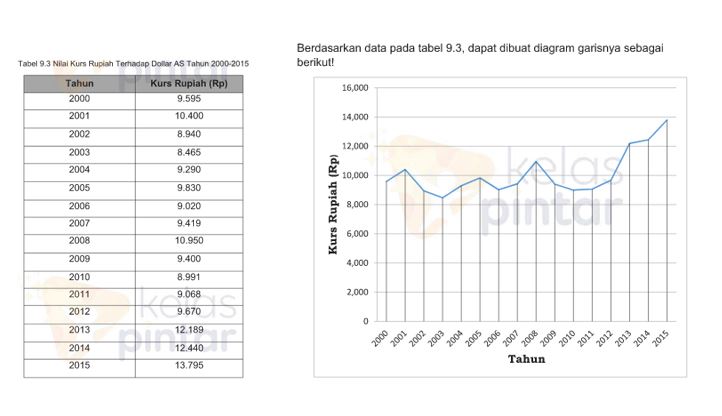 Tabel 9.3 Nilai Kurs Rupiah Terhadap Dollar AS Tahun 2000-2015
Tahun Kurs Rupiah (Rp)
2000 9.595
2001 10.400
2002 8.940
2003 8.465
2004 9.290
2005 9.830
2006 9.020
2007 9.419
2008 10.950
2009 9.400
2010 8.991
2011 9.068
2012 9.670
2013 12.189
2014 12.440
2015 13.795
kelas
pintar
Berdasarkan data pada tabel 9.3, dapat dibuat diagram garisnya sebagai
berikut!
16,000
14,000
12,000
10,000
8,000
6,000
4,000
2,000
0
Kurs Rupiah (Rp)
kelas
pintar
2000 2001 2002 2003 2004 2005 2006 2007 2008 2009 2010 2011 2012 2013 2014 2015
Tahun